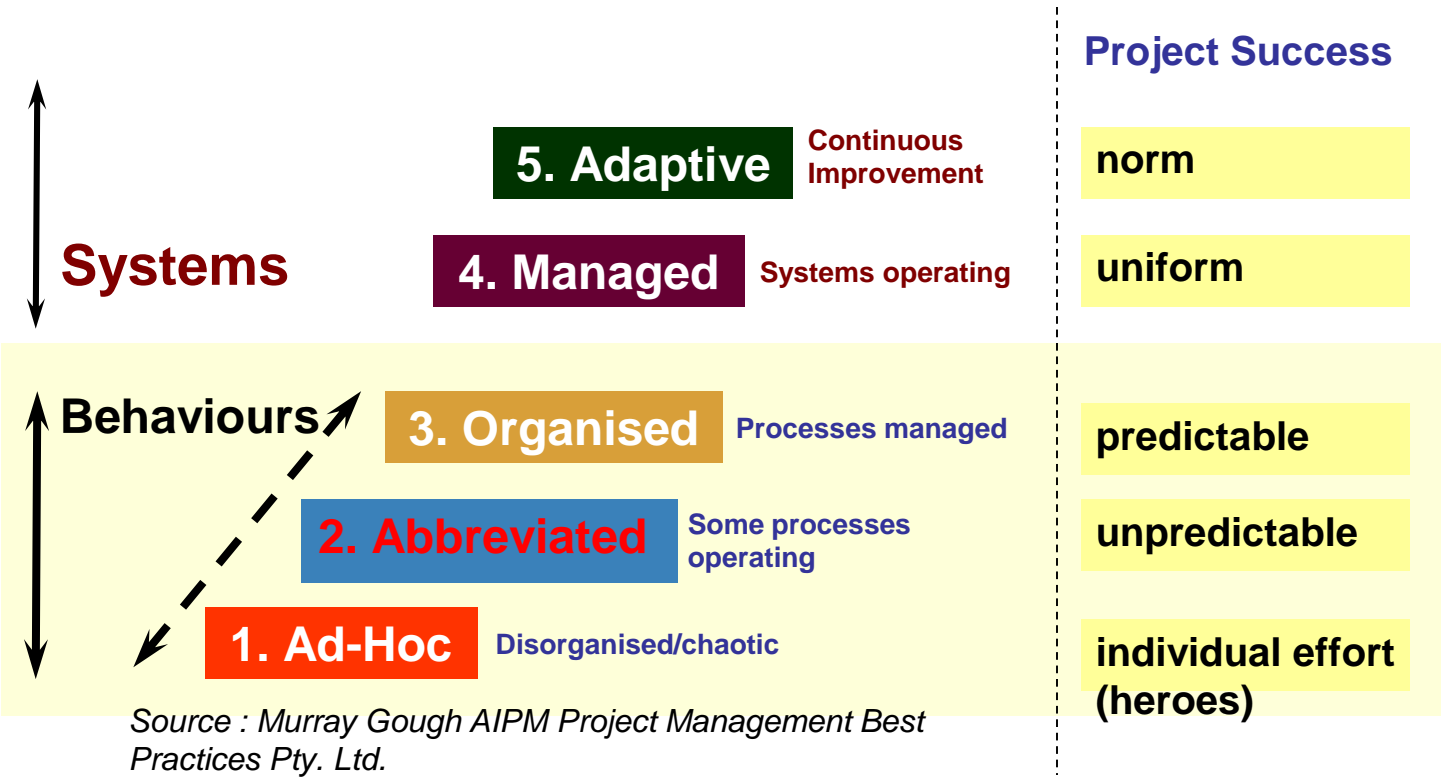 Project Success
5. Adaptive
Continuous
Improvement
norm
Systems
4. Managed
Systems operating
uniform
Behaviours
3. Organised
Processes managed
predictable
2. Abbreviated
Some processes
operating
unpredictable
1. Ad-Hoc
Disorganised/chaotic
individual effort
(heroes)
Source : Murray Gough AIPM Project Management Best
Practices Pty. Ltd.